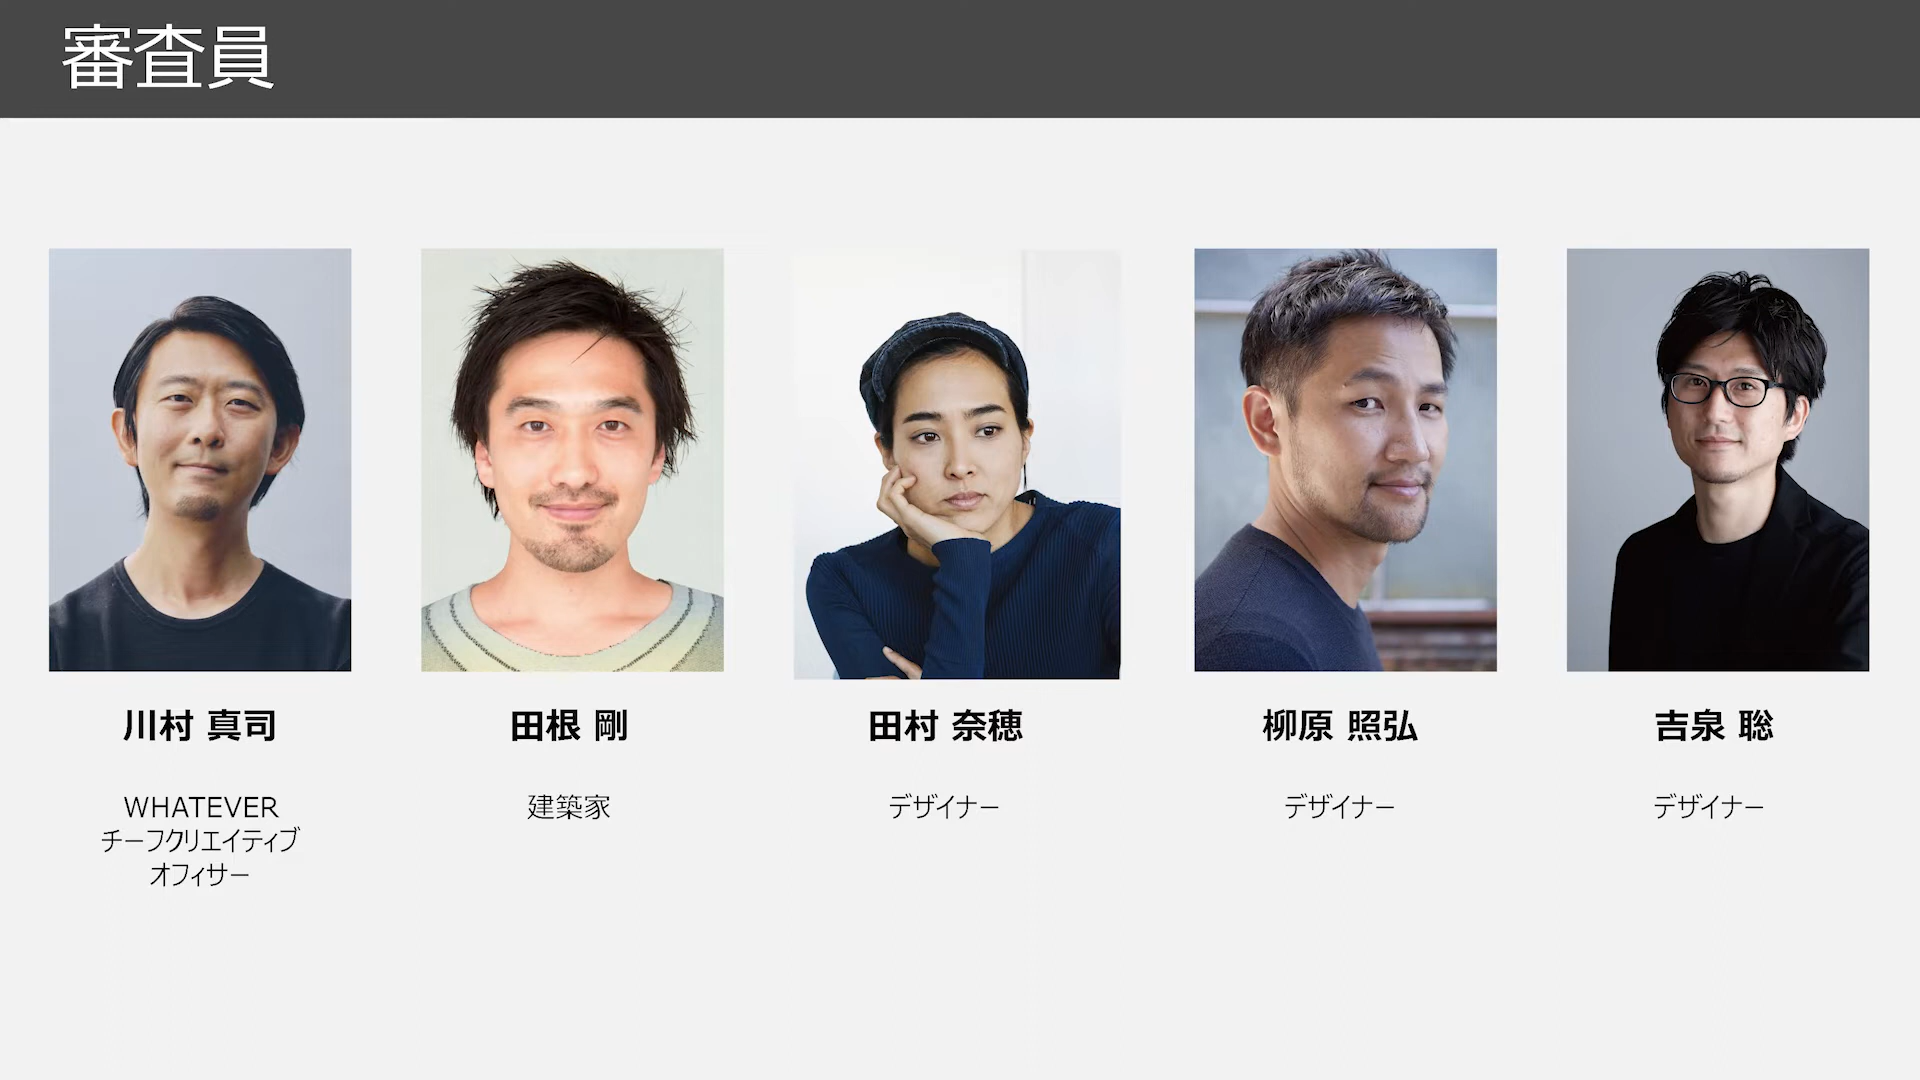 審査員
川村 真司
WHATEVER
チーフクリエイティブ
オフィサー
田根 剛
建築家
田村 奈穂
デザイナー
柳原 照弘
デザイナー
吉泉 聡
デザイナー